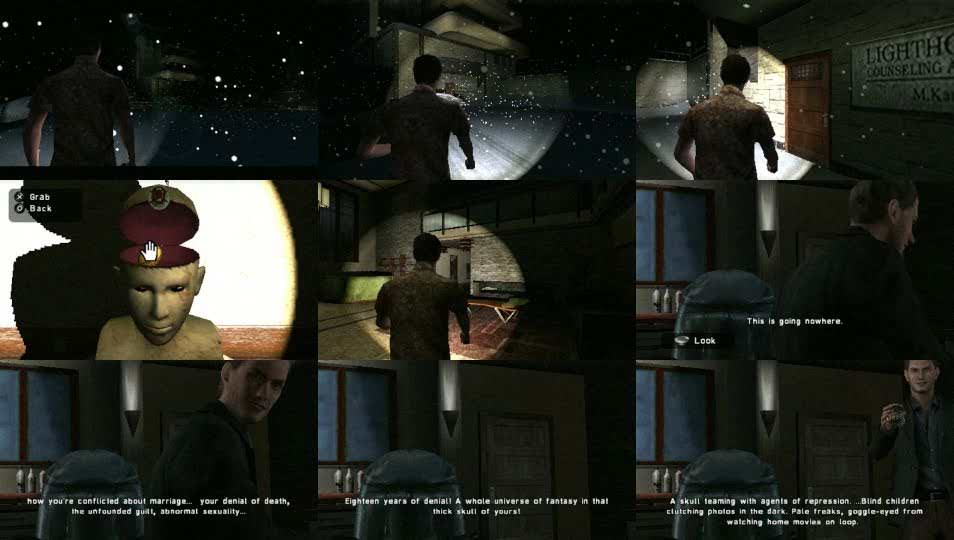 LIGHTHO
COUNSELING A
M.Kau
Grab
Back
This is going nowhere.
Look
how you're conflicted about marriage... your denial of death,
the unfounded guilt, abnormal sexuality...
Eighteen years of denial! A whole universe of fantasy in that
thick skull of yours!
A skull teaming with agents of repression. ...Blind children
clutching photos in the dark. Pale freaks, goggle-eyed from
watching home movies on loop.